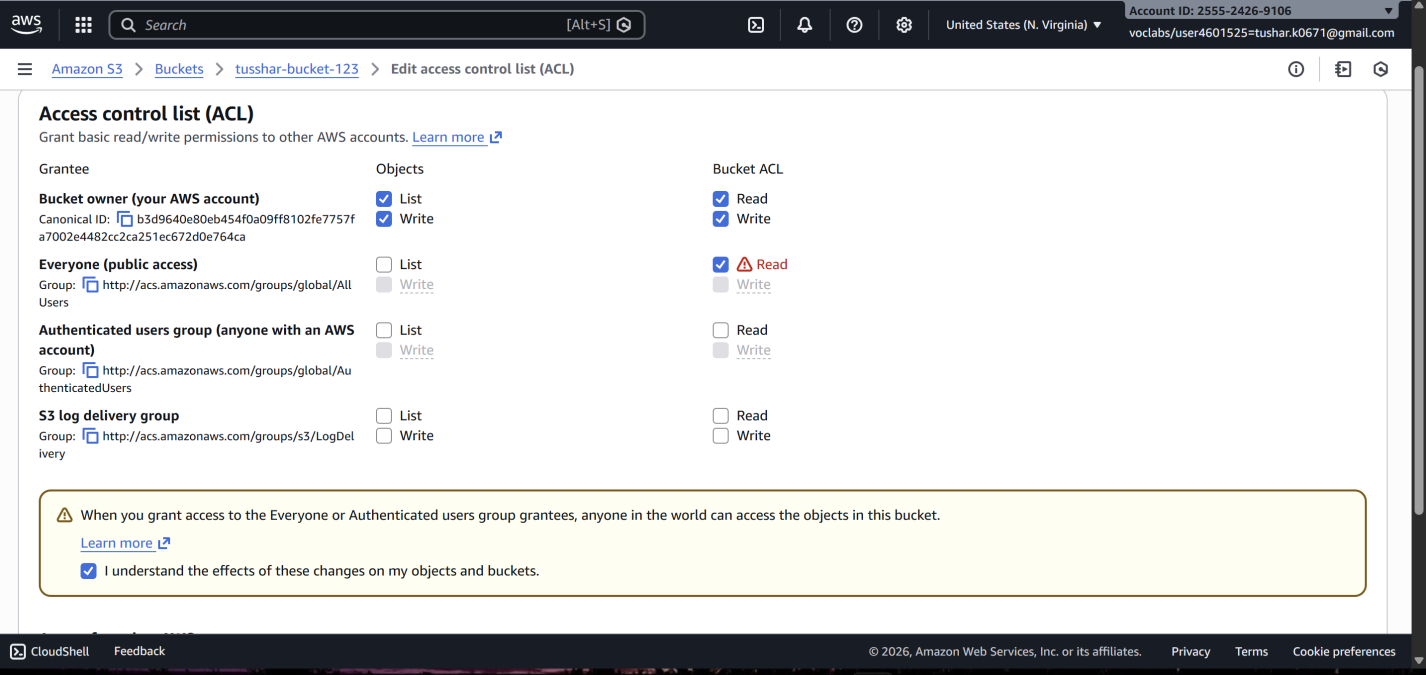 aws
Search [Alt+S]
United States (N. Virginia)
Account ID: 2555-2426-9106
voclabs/user4601525=tushar.k0671@gmail.com
Amazon S3 > Buckets > tusshar-bucket-123 > Edit access control list (ACL)
Access control list (ACL)
Grant basic read/write permissions to other AWS accounts. Learn more
Grantee Objects Bucket ACL
Bucket owner (your AWS account) List Read
Canonical ID: b3d9640e80eb454f0a09ff8102fe7757f Write Write
a7002e4482cc2ca251ec672d0e764ca
Everyone (public access) List Read
Group: http://acs.amazonaws.com/groups/global/All Write Write
Users
Authenticated users group (anyone with an AWS List Read
account) Write Write
Group: http://acs.amazonaws.com/groups/global/Au
thenticatedUsers
S3 log delivery group List Read
Group: http://acs.amazonaws.com/groups/s3/LogDel Write Write
ivery
When you grant access to the Everyone or Authenticated users group grantees, anyone in the world can access the objects in this bucket.
Learn more
I understand the effects of these changes on my objects and buckets.
CloudShell Feedback © 2026, Amazon Web Services, Inc. or its affiliates. Privacy Terms Cookie preferences